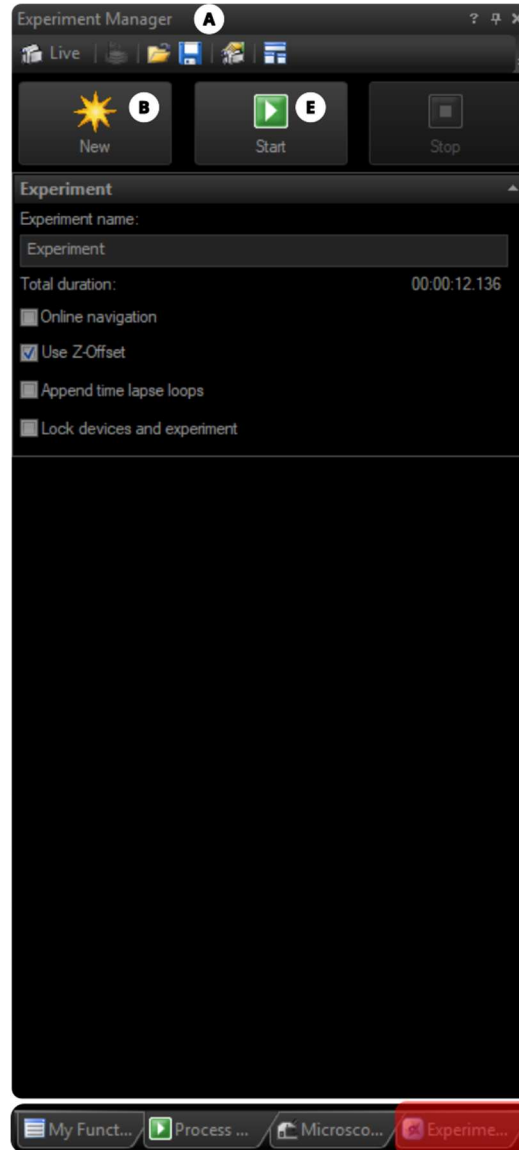 Experiment Manager A ?
Live
B E
New Start Stop
Experiment
Experiment name:
Experiment
Total duration: 00:00:12.136
Online navigation
Use Z-Offset
Append time lapse loops
Lock devices and experiment
My Funct... Process ... Microsco... Experime...